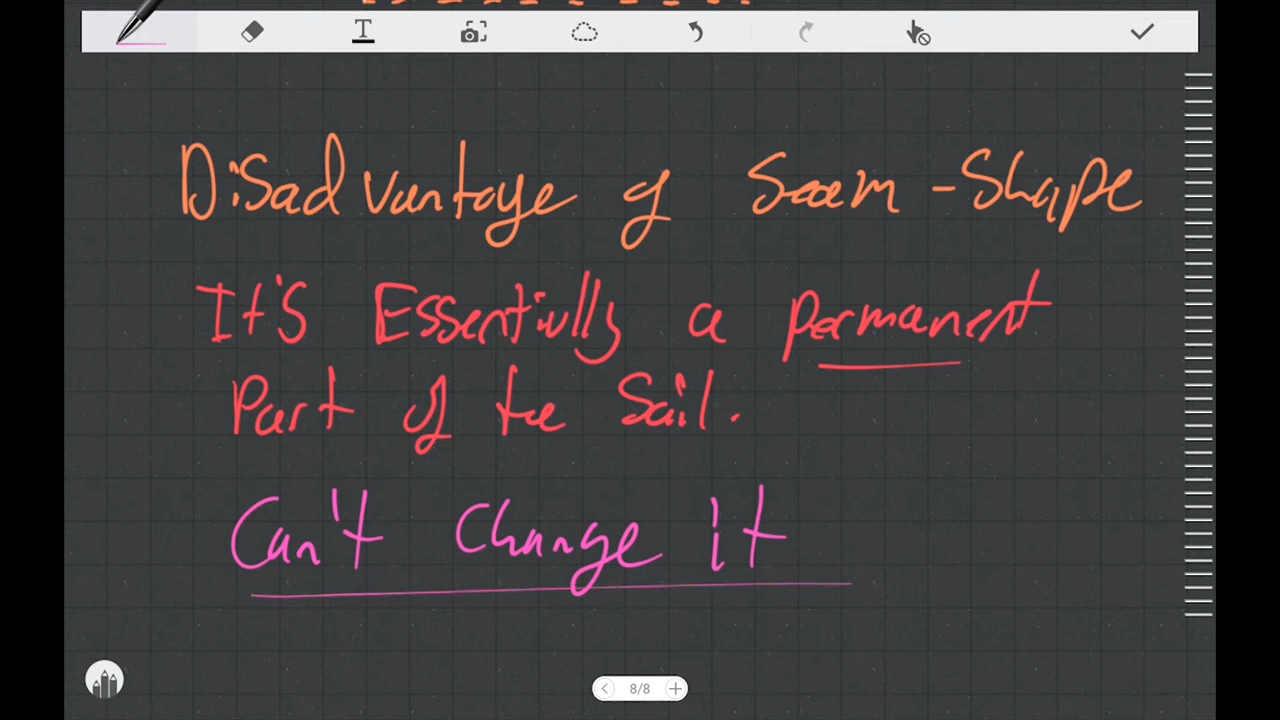 T
Disadvantage of Seam-Shape
It's Essentially a permanent
Part of the Sail.
Can't Change it
8/8